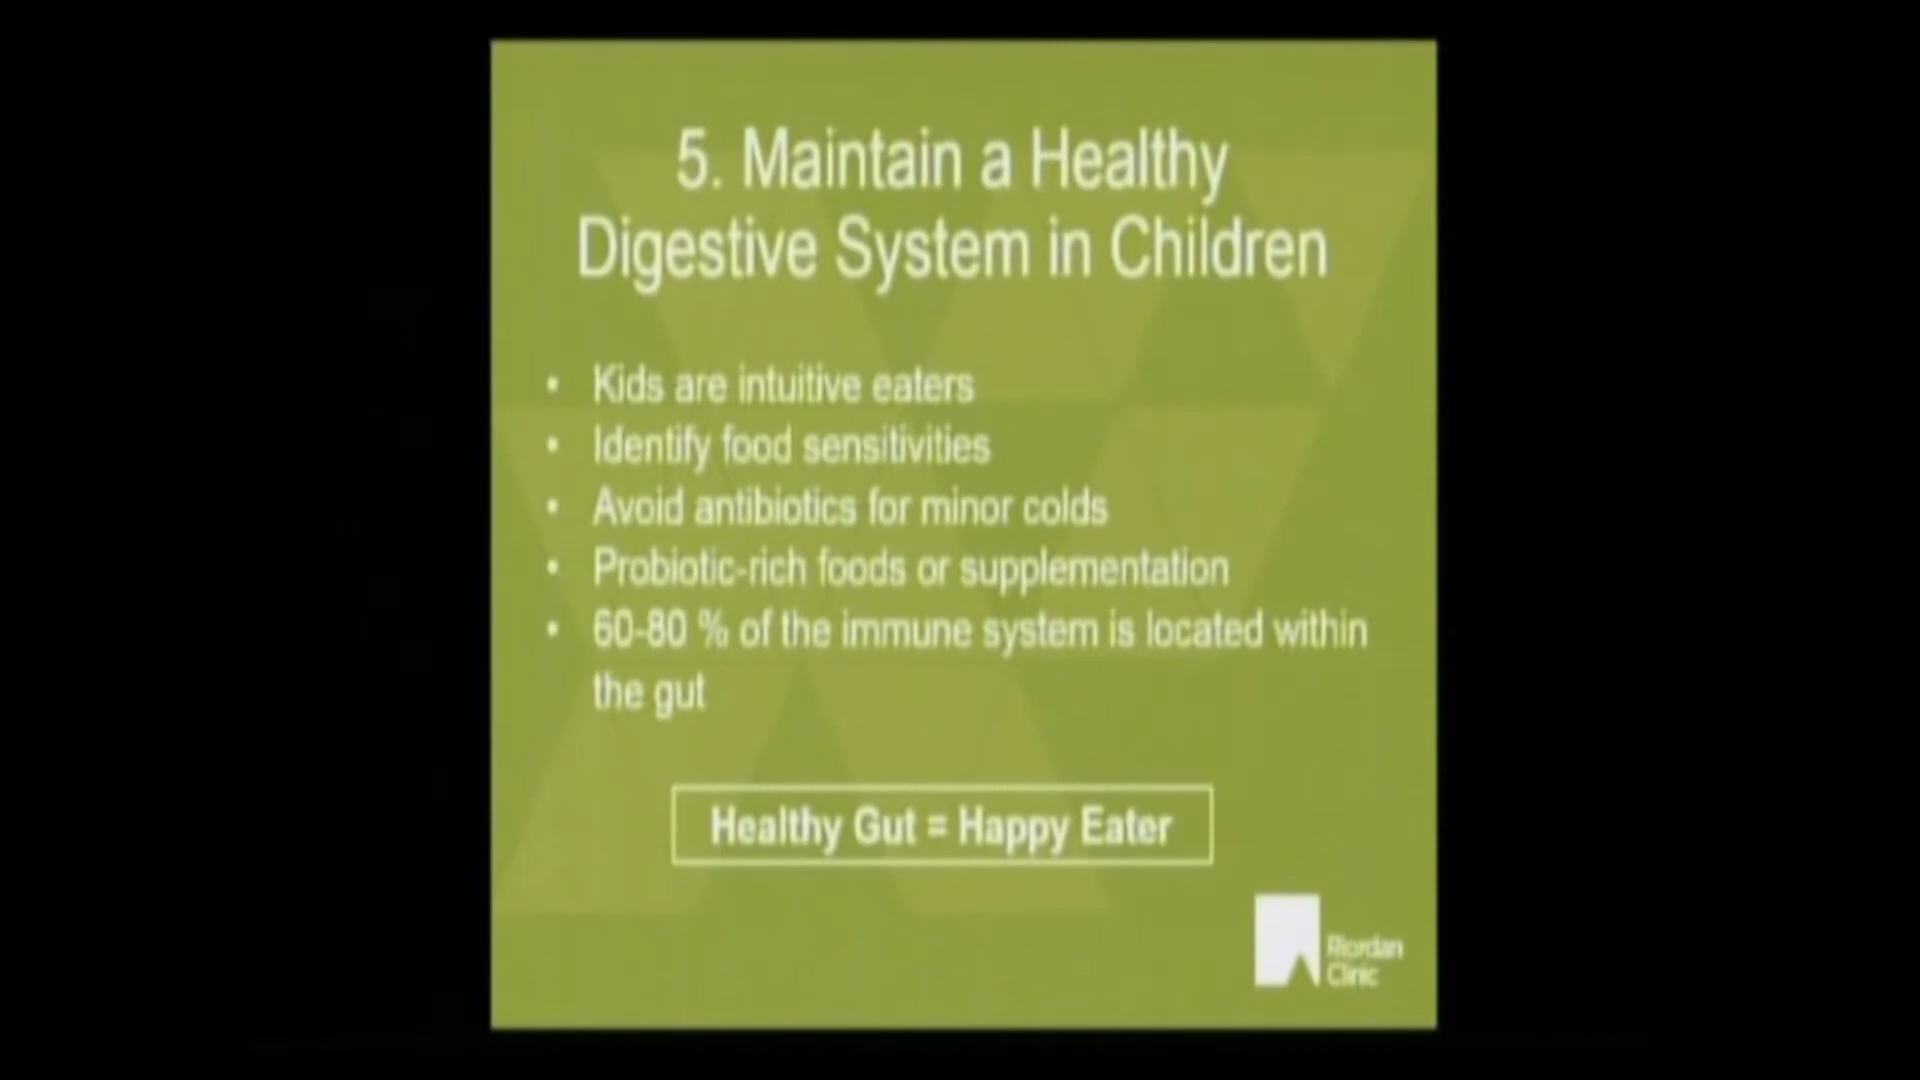 5. Maintain a Healthy
Digestive System in Children
• Kids are intuitive eaters
• Identify food sensitivities
• Avoid antibiotics for minor colds
• Probiotic-rich foods or supplementation
• 60-80 % of the immune system is located within
the gut
Healthy Gut = Happy Eater
Riordan
Clinic